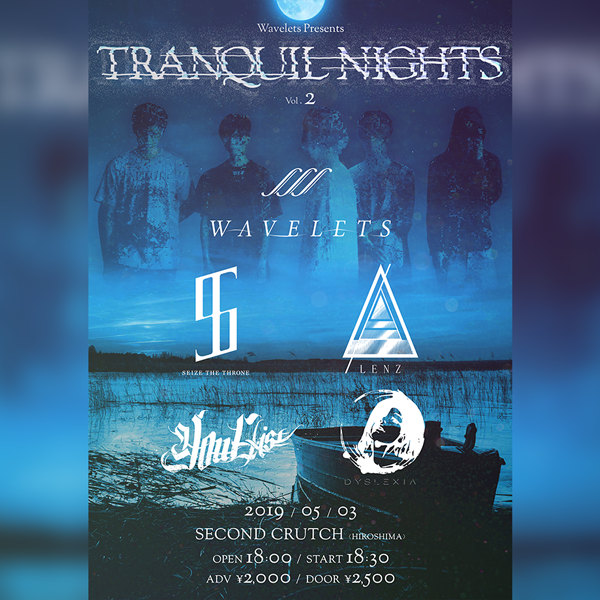 Wavelets Presents
TRANQUIL NIGHTS
Vol. 2
WAVELETS
SEIZE THE THRONE
LENZ
DYSLEXIA
2019 / 05 / 03
SECOND CRUTCH (HIROSHIMA)
OPEN 18:00 / START 18:30
ADV ¥2,000 / DOOR ¥2,500